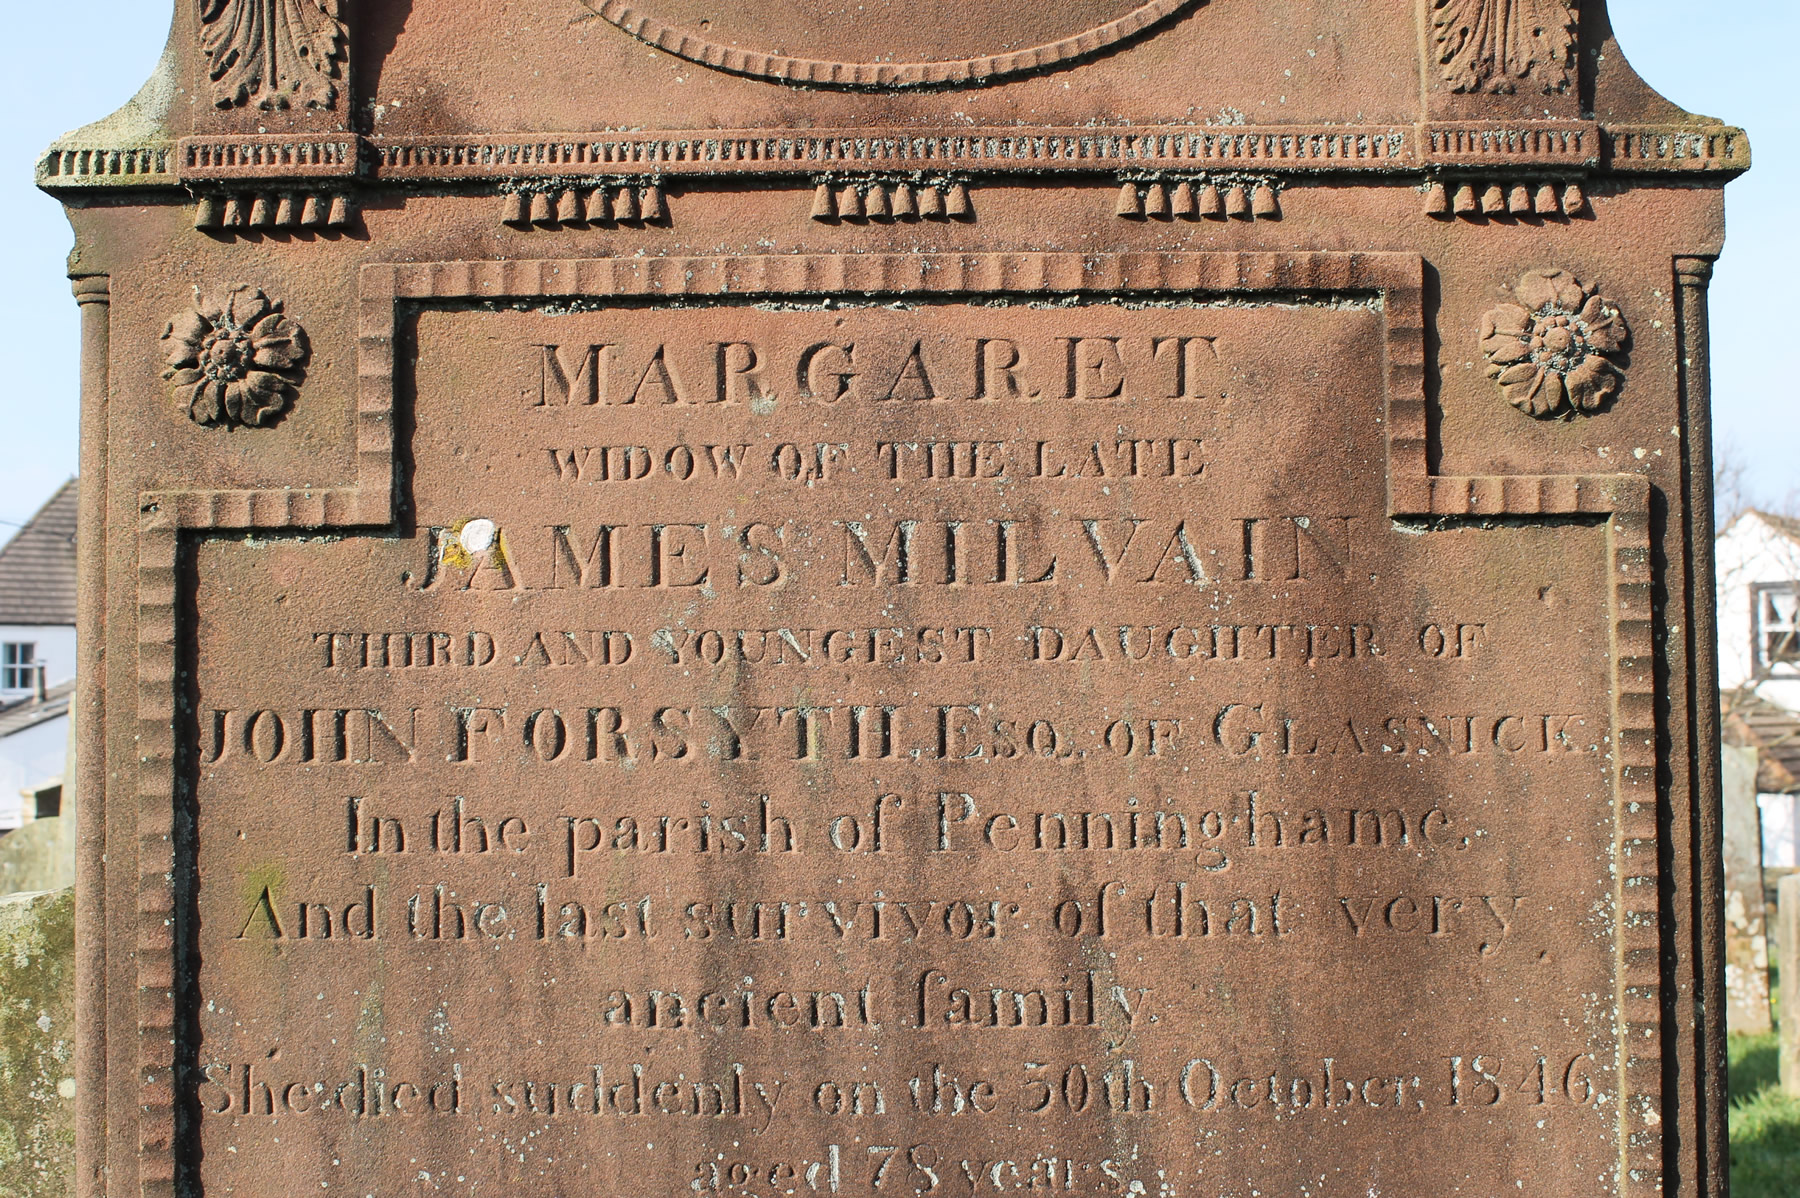 MARGARET.
WIDOW OF THE LATE
JAMES MILVAIN.
THIRD AND YOUNGEST DAUGHTER OF
JOHN FORSYTH. ESQ. OF GLASNICK.
In the parish of Penninghame,
And the last survivor of that very
ancient family.
She died suddenly on the 30th October, 1846,
aged 78 years.